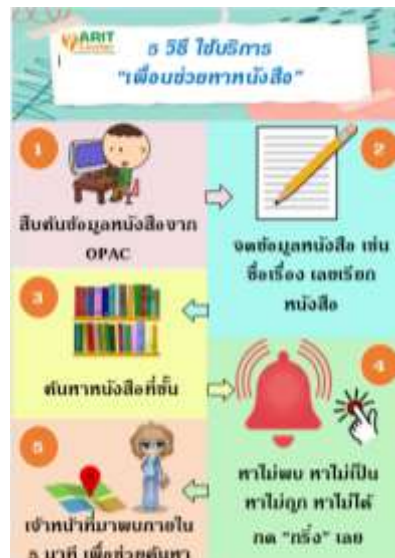 ARIT
5 วิธี ใช้บริการ
"เพื่อนช่วยหาหนังสือ"
1
สืบค้นข้อมูลหนังสือจาก
OPAC
2
จดข้อมูลหนังสือ เช่น
ชื่อเรื่อง เลขเรียก
หนังสือ
3
ค้นหาหนังสือที่ชั้น
4
หาไม่พบ หาไม่เป็น
หาไม่ถูก หาไม่ได้
กด "กริ๊ง" เลย
5
เจ้าหน้าที่มาพบภายใน
5 นาที เพื่อช่วยค้นหา